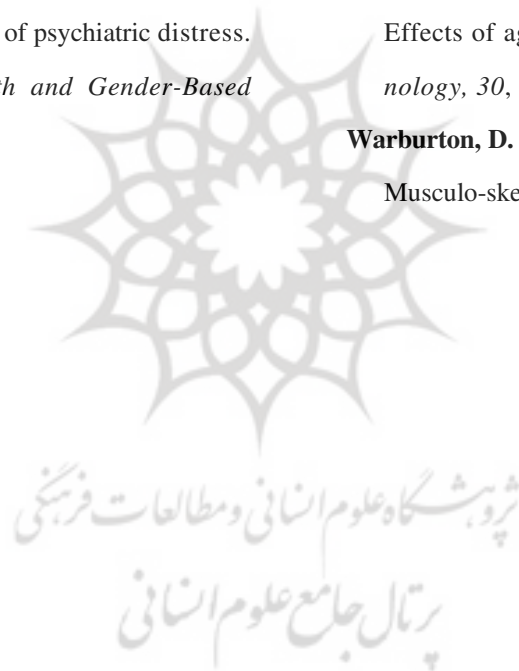 of psychiatric distress.
th and Gender-Based
Effects of ag
nology, 30,
Warburton, D.
Musculo-ske
پژوهشگاه علوم انسانی و مطالعات فرهنگی
پرتال جامع علوم انسانی